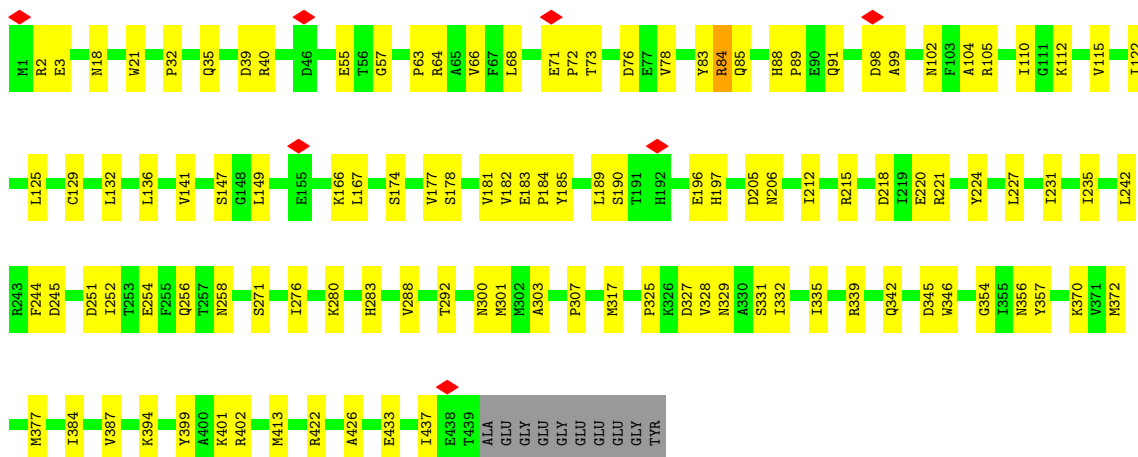 M1 R2 E3 N18 W21 P32 Q35 D39 R40 D46 E55 T56 G57 P63 R64 A65 V66 F67 L68 E71 P72 T73 D76 E77 V78 Y83 R84 Q85 H88 P89 E90 Q91 D98 A99 N102 F103 A104 R105 I110 G111 K112 V115 I122
L125 C129 L132 L136 V141 S147 G148 L149 E155 K166 L167 S174 V177 S178 V181 V182 E183 P184 Y185 L189 S190 T191 H192 E196 H197 D205 N206 I212 R215 D218 I219 E220 R221 Y224 L227 I231 I235 L242
R243 F244 D245 D251 I252 T253 E254 F255 Q256 T257 N258 S271 I276 K280 H283 V288 T292 N300 M301 M302 A303 P307 M317 P325 K326 D327 V328 N329 A330 S331 I332 I335 R339 Q342 D345 W346 G354 I355 N356 Y357 K370 V371 M372
M377 I384 V387 K394 Y399 A400 K401 R402 M413 R422 A426 E433 I437 E438 T439 ALA GLU GLY GLU GLY GLU GLU GLU GLY TYR